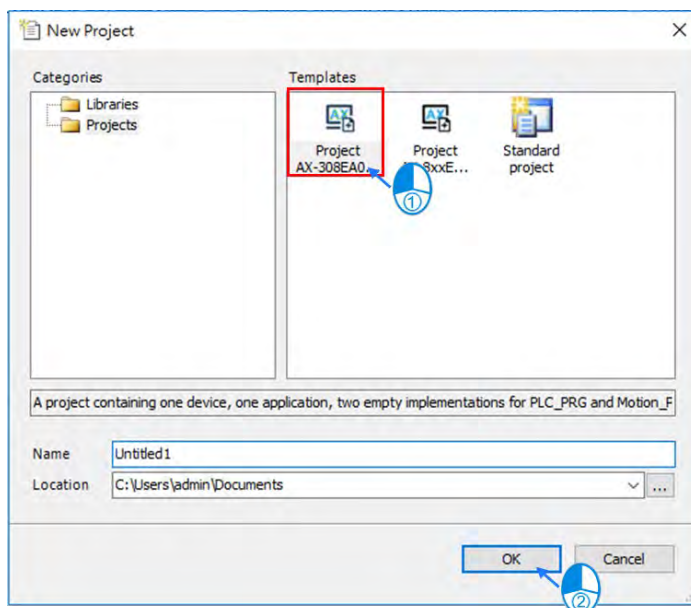 New Project
Categories
Templates
Libraries
Projects
Project
AX-308EA0...
Project
8xxE...
Standard
project
①
A project containing one device, one application, two empty implementations for PLC_PRG and Motion_F
Name
Untitled1
Location
C:\Users\admin\Documents
...
OK
Cancel
②